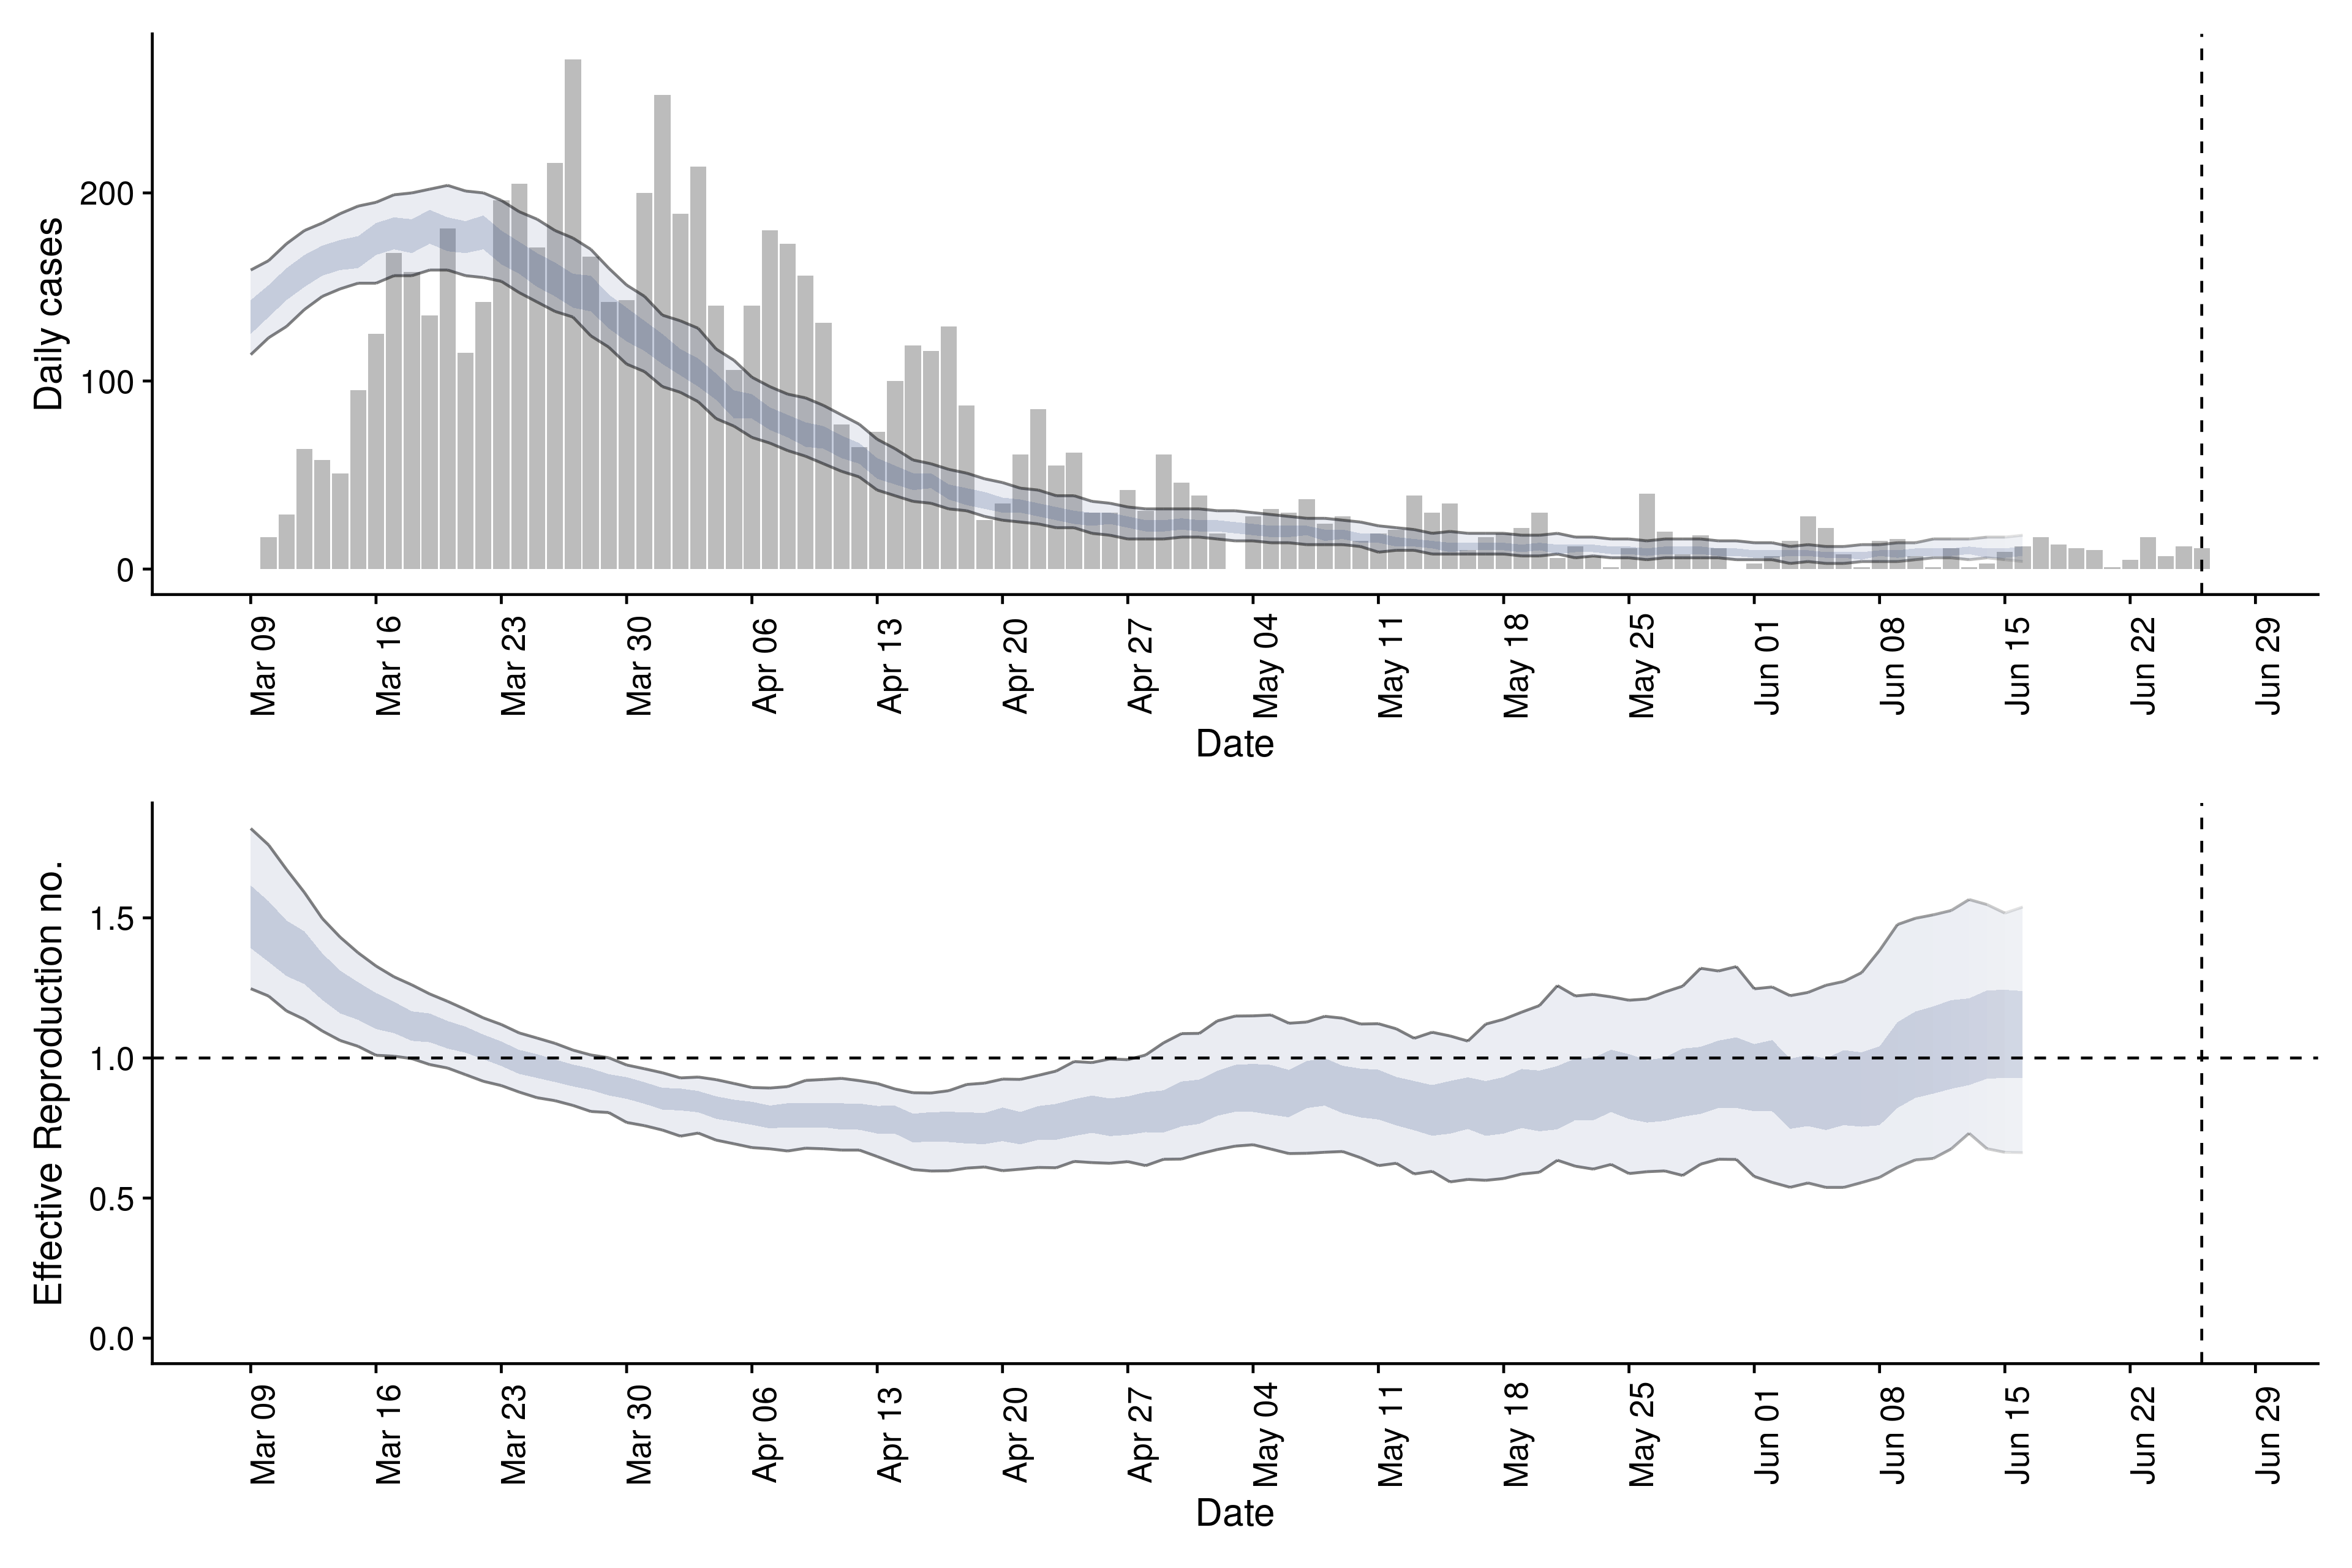 Daily cases
200
100
0
Mar 09
Mar 16
Mar 23
Mar 30
Apr 06
Apr 13
Apr 20
Apr 27
May 04
May 11
May 18
May 25
Jun 01
Jun 08
Jun 15
Jun 22
Jun 29
Date
Effective Reproduction no.
1.5
1.0
0.5
0.0
Mar 09
Mar 16
Mar 23
Mar 30
Apr 06
Apr 13
Apr 20
Apr 27
May 04
May 11
May 18
May 25
Jun 01
Jun 08
Jun 15
Jun 22
Jun 29
Date